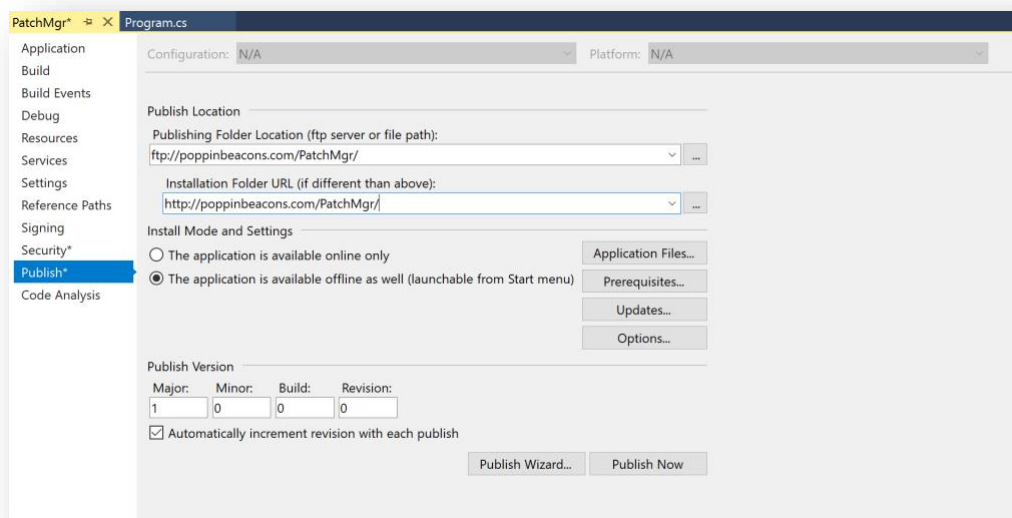 PatchMgr* Program.cs
Application
Build
Build Events
Debug
Resources
Services
Settings
Reference Paths
Signing
Security*
Publish*
Code Analysis
Configuration: N/A Platform: N/A
Publish Location
Publishing Folder Location (ftp server or file path):
ftp://poppinbeacons.com/PatchMgr/
...
Installation Folder URL (if different than above):
http://poppinbeacons.com/PatchMgr/
...
Install Mode and Settings
The application is available online only
The application is available offline as well (launchable from Start menu)
Application Files...
Prerequisites...
Updates...
Options...
Publish Version
Major: Minor: Build: Revision:
1 0 0 0
Automatically increment revision with each publish
Publish Wizard... Publish Now